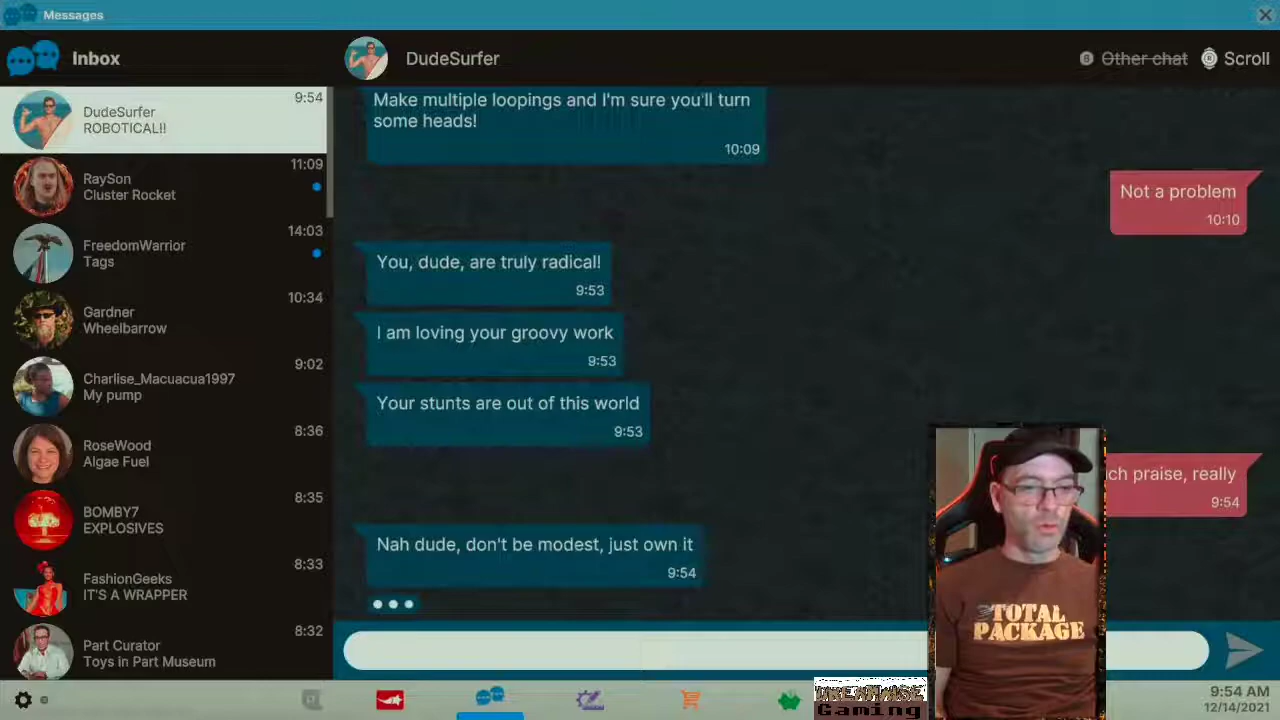 Messages
Inbox
DudeSurfer
Other chat
Scroll
9:54
DudeSurfer
ROBOTICAL!!
11:09
RaySon
Cluster Rocket
14:03
FreedomWarrior
Tags
10:34
Gardner
Wheelbarrow
9:02
Charlise_Macuacua1997
My pump
8:36
RoseWood
Algae Fuel
8:35
BOMBY7
EXPLOSIVES
8:33
FashionGeeks
IT'S A WRAPPER
8:32
Part Curator
Toys in Part Museum
Make multiple loopings and I'm sure you'll turn
some heads!
10:09
Not a problem
10:10
You, dude, are truly radical!
9:53
I am loving your groovy work
9:53
Your stunts are out of this world
9:53
ch praise, really
9:54
Nah dude, don't be modest, just own it
9:54
TOTAL
PACKAGE
Gaming
9:54 AM
12/14/2021